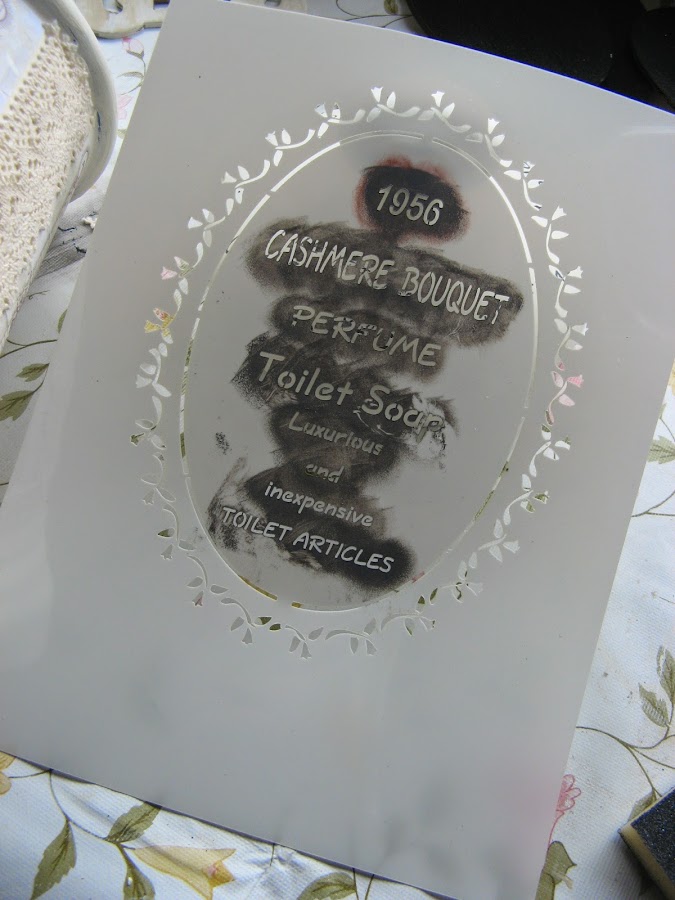 1956
CASHMERE BOUQUET
PERFUME
Toilet Soap
Luxurious
and
inexpensive
TOILET ARTICLES